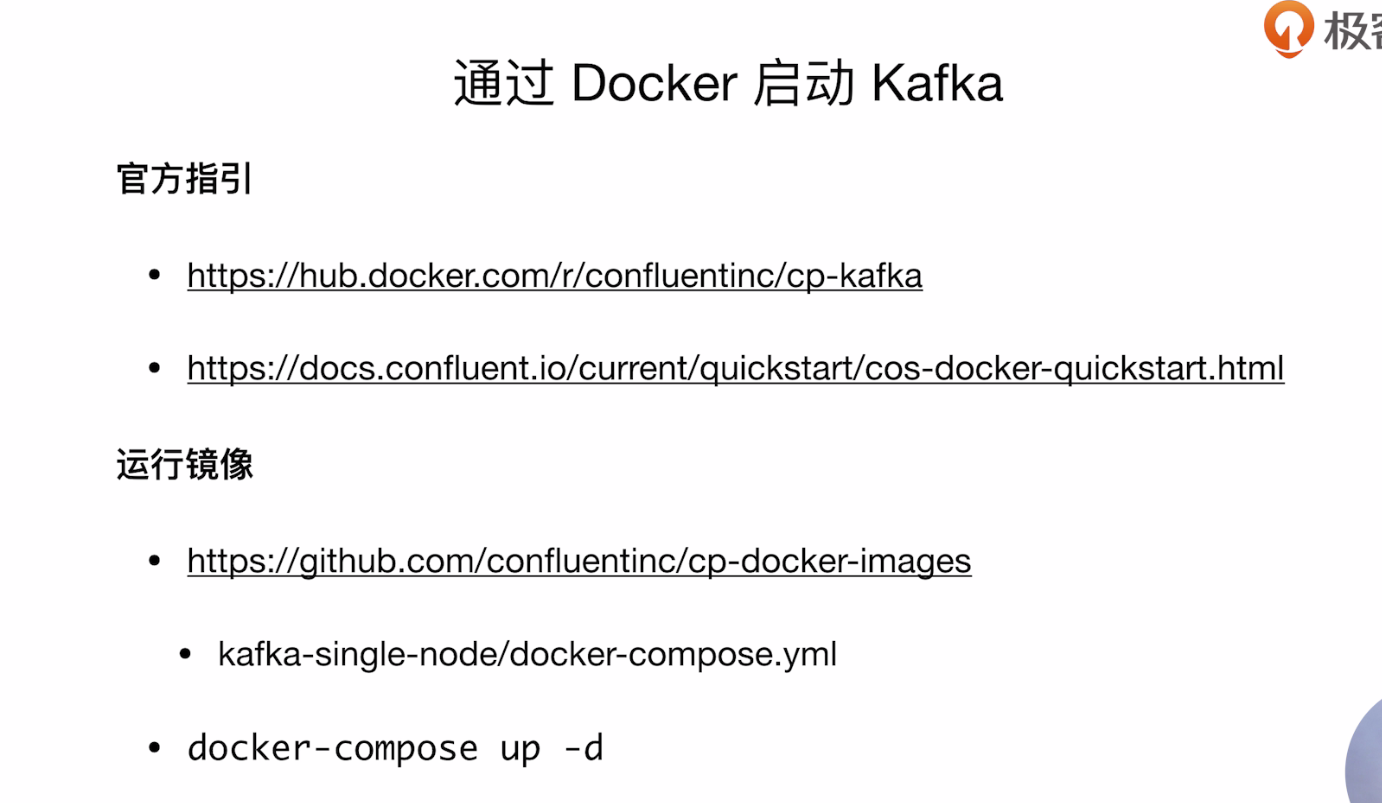 极客
通过 Docker 启动 Kafka
官方指引
• https://hub.docker.com/r/confluentinc/cp-kafka
• https://docs.confluent.io/current/quickstart/cos-docker-quickstart.html
运行镜像
• https://github.com/confluentinc/cp-docker-images
• kafka-single-node/docker-compose.yml
• docker-compose up -d